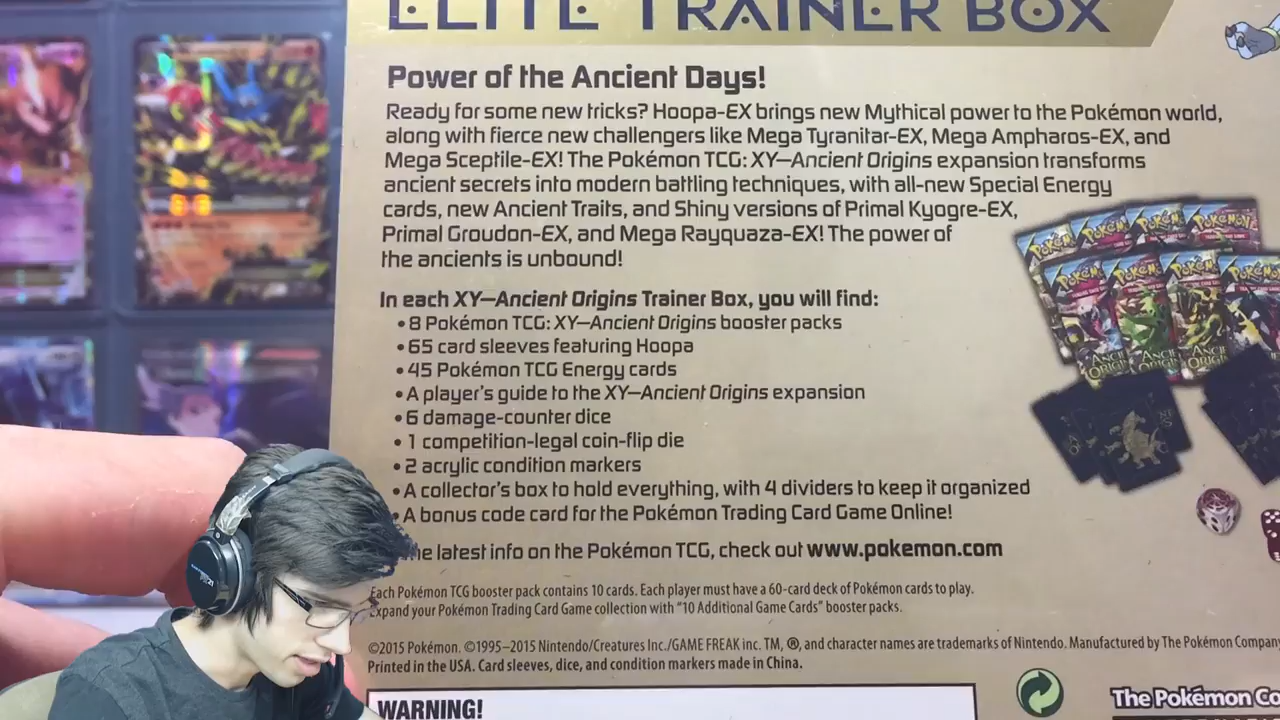 ELITE TRAINER BOX
Power of the Ancient Days!
Ready for some new tricks? Hoopa-EX brings new Mythical power to the Pokémon world,
along with fierce new challengers like Mega Tyranitar-EX, Mega Ampharos-EX, and
Mega Sceptile-EX! The Pokémon TCG: XY—Ancient Origins expansion transforms
ancient secrets into modern battling techniques, with all-new Special Energy
cards, new Ancient Traits, and Shiny versions of Primal Kyogre-EX,
Primal Groudon-EX, and Mega Rayquaza-EX! The power of
the ancients is unbound!
In each XY—Ancient Origins Trainer Box, you will find:
• 8 Pokémon TCG: XY—Ancient Origins booster packs
• 65 card sleeves featuring Hoopa
• 45 Pokémon TCG Energy cards
• A player's guide to the XY—Ancient Origins expansion
• 6 damage-counter dice
• 1 competition-legal coin-flip die
• 2 acrylic condition markers
• A collector's box to hold everything, with 4 dividers to keep it organized
• A bonus code card for the Pokémon Trading Card Game Online!
latest info on the Pokémon TCG, check out www.pokemon.com
Each Pokémon TCG booster pack contains 10 cards. Each player must have a 60-card deck of Pokémon cards to play.
Expand your Pokémon Trading Card Game collection with "10 Additional Game Cards" booster packs.
©2015 Pokémon. ©1995–2015 Nintendo/Creatures Inc./GAME FREAK inc. TM, ®, and character names are trademarks of Nintendo. Manufactured by The Pokémon Company
Printed in the USA. Card sleeves, dice, and condition markers made in China.
WARNING!
The Pokémon Co